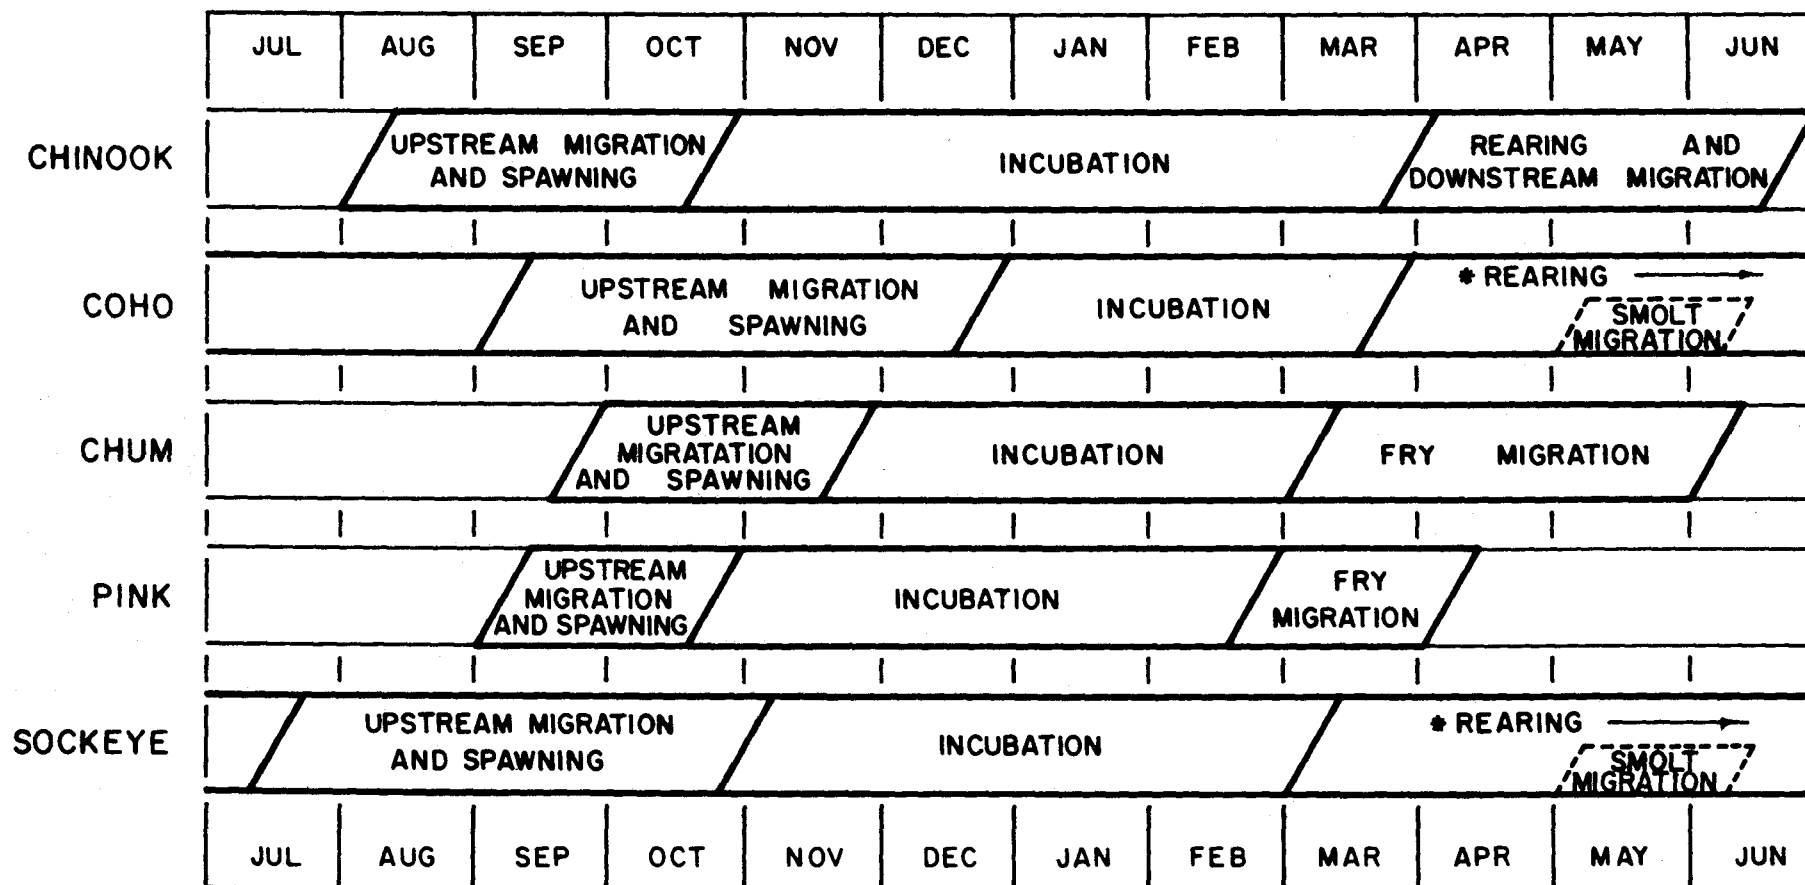 JUL AUG SEP OCT NOV DEC JAN FEB MAR APR MAY JUN
CHINOOK
UPSTREAM MIGRATION
AND SPAWNING
INCUBATION
REARING AND
DOWNSTREAM MIGRATION
COHO
UPSTREAM MIGRATION
AND SPAWNING
INCUBATION
* REARING
SMOLT
MIGRATION
CHUM
UPSTREAM
MIGRATATION
AND SPAWNING
INCUBATION
FRY MIGRATION
PINK
UPSTREAM
MIGRATION
AND SPAWNING
INCUBATION
FRY
MIGRATION
SOCKEYE
UPSTREAM MIGRATION
AND SPAWNING
INCUBATION
* REARING
SMOLT
MIGRATION
JUL AUG SEP OCT NOV DEC JAN FEB MAR APR MAY JUN